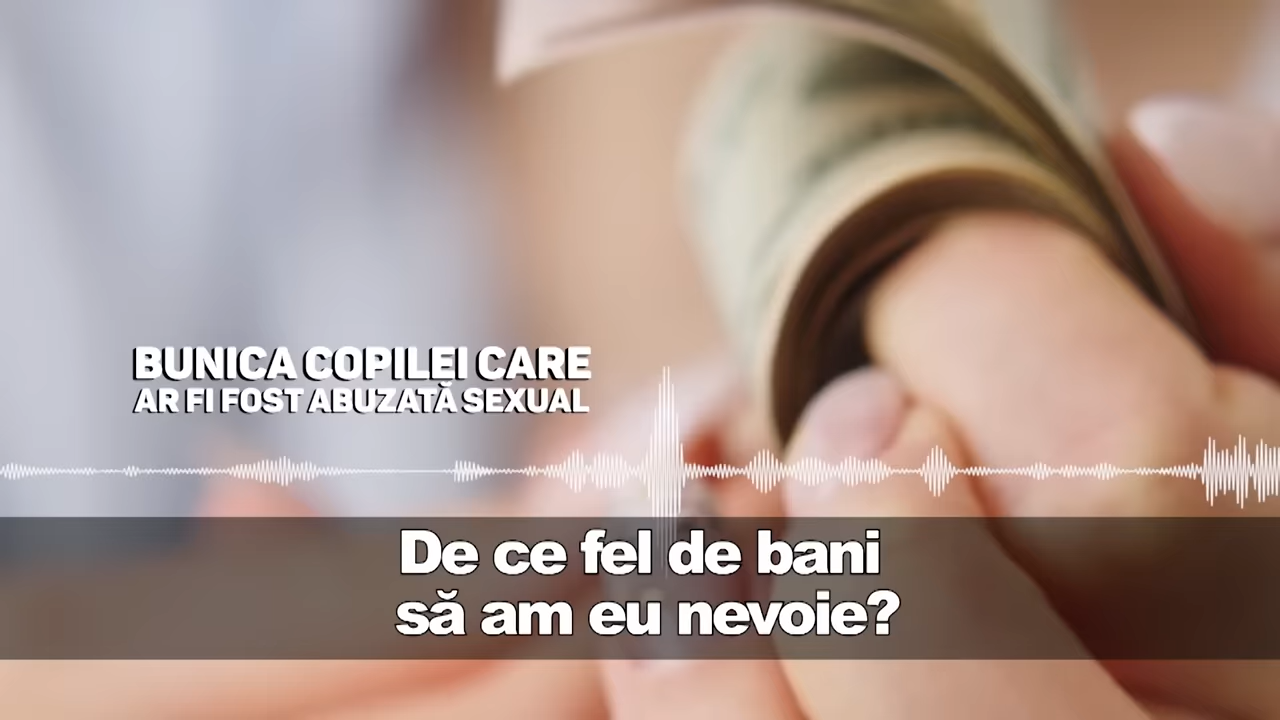 BUNICA COPILEI CARE
AR FI FOST ABUZATĂ SEXUAL
De ce fel de bani
să am eu nevoie?